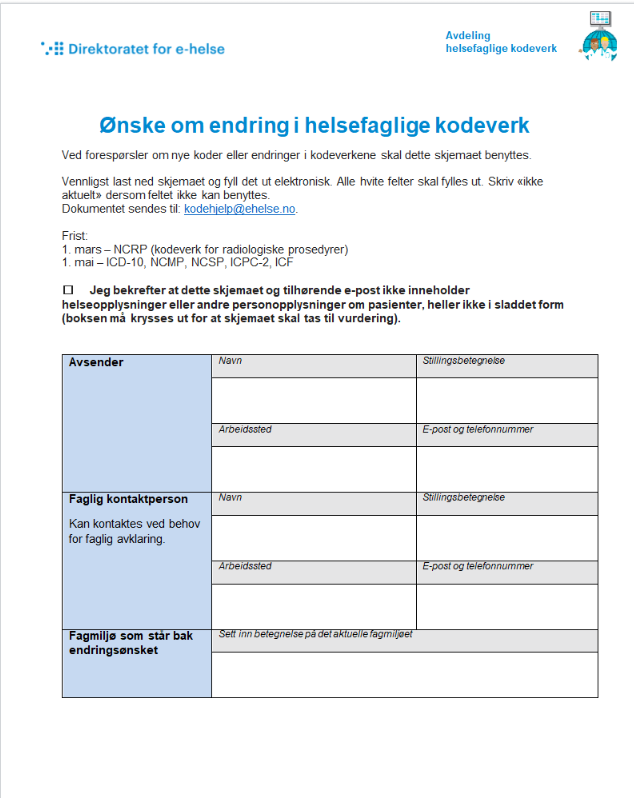 Direktoratet for e-helse
Avdeling
helsefaglige kodeverk
Ønske om endring i helsefaglige kodeverk
Ved forespørsler om nye koder eller endringer i kodeverkene skal dette skjemaet benyttes.
Vennligst last ned skjemaet og fyll det ut elektronisk. Alle hvite felter skal fylles ut. Skriv «ikke
aktuelt» dersom feltet ikke kan benyttes.
Dokumentet sendes til: kodehjelp@ehelse.no.
Frist:
1. mars – NCRP (kodeverk for radiologiske prosedyrer)
1. mai – ICD-10, NCMP, NCSP, ICPC-2, ICF
☐ Jeg bekrefter at dette skjemaet og tilhørende e-post ikke inneholder
helseopplysninger eller andre personopplysninger om pasienter, heller ikke i sladdet form
(boksen må krysses ut for at skjemaet skal tas til vurdering).
Avsender
Navn
Stillingsbetegnelse
Arbeidssted
E-post og telefonnummer
Faglig kontaktperson
Kan kontaktes ved behov
for faglig avklaring.
Navn
Stillingsbetegnelse
Arbeidssted
E-post og telefonnummer
Fagmiljø som står bak
endringsønsket
Sett inn betegnelse på det aktuelle fagmiljøet